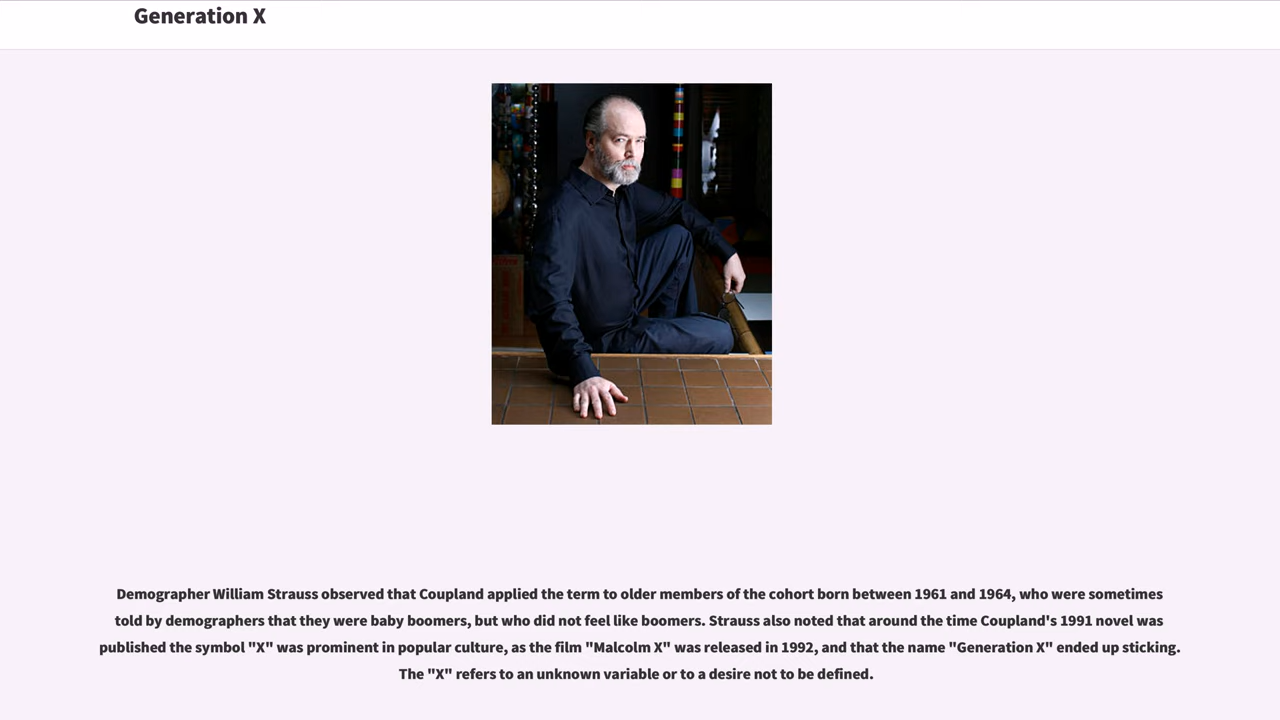 Generation X
Demographer William Strauss observed that Coupland applied the term to older members of the cohort born between 1961 and 1964, who were sometimes
told by demographers that they were baby boomers, but who did not feel like boomers. Strauss also noted that around the time Coupland's 1991 novel was
published the symbol "X" was prominent in popular culture, as the film "Malcolm X" was released in 1992, and that the name "Generation X" ended up sticking.
The "X" refers to an unknown variable or to a desire not to be defined.